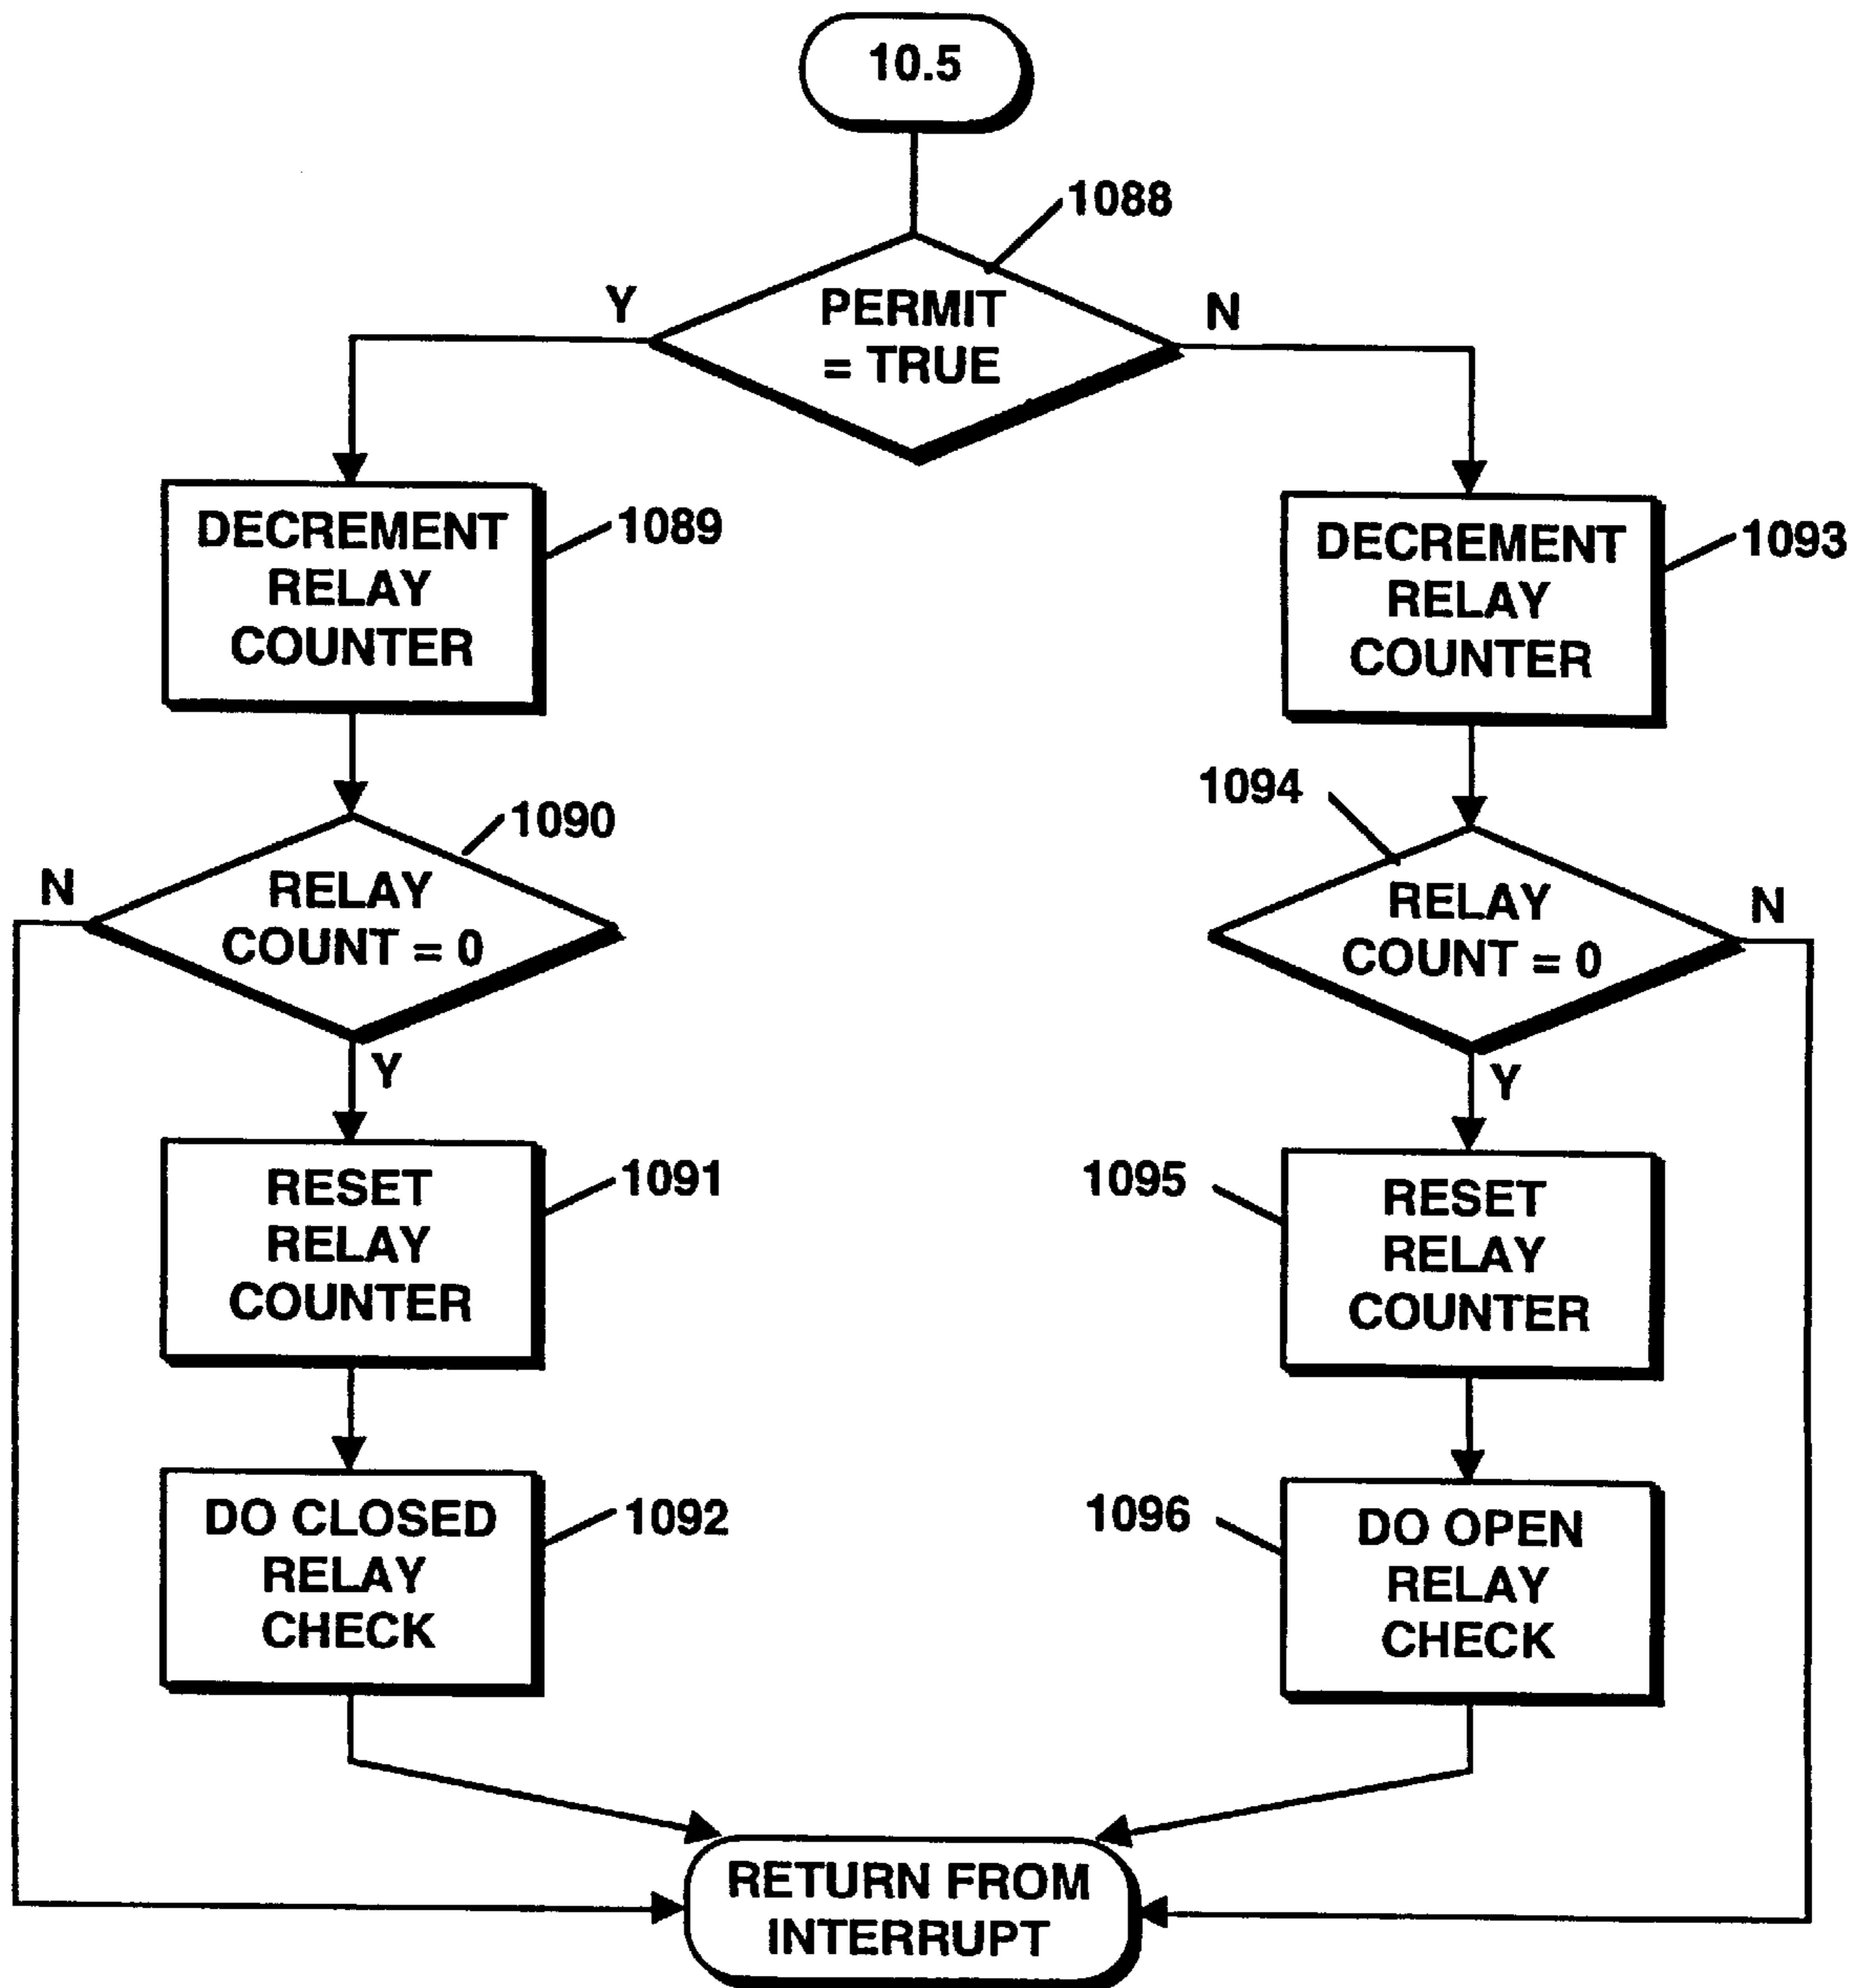 10.5
1088
Y
PERMIT
= TRUE
N
DECREMENT
RELAY
COUNTER
1089
DECREMENT
RELAY
COUNTER
1093
1090
N
RELAY
COUNT = 0
Y
1094
RELAY
COUNT = 0
N
Y
RESET
RELAY
COUNTER
1091
1095
RESET
RELAY
COUNTER
DO CLOSED
RELAY
CHECK
1092
1096
DO OPEN
RELAY
CHECK
RETURN FROM
INTERRUPT